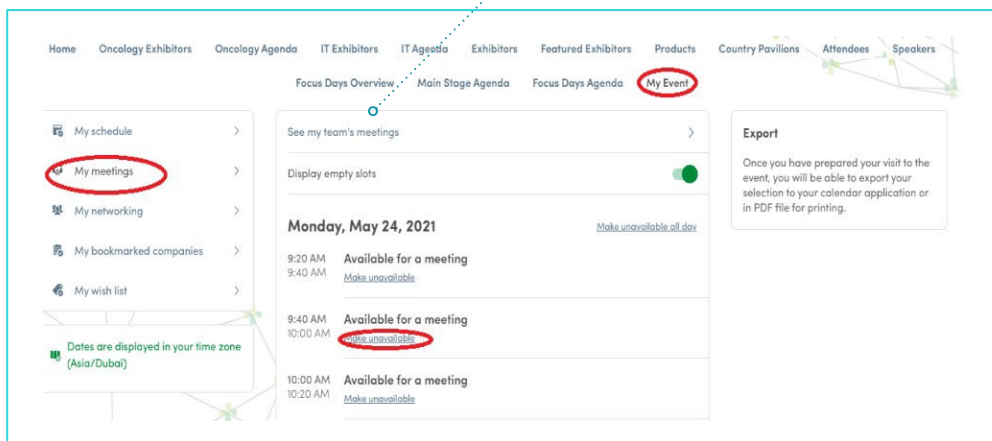 Home Oncology Exhibitors Oncology Agenda IT Exhibitors IT Agenda Exhibitors Featured Exhibitors Products Country Pavilions Attendees Speakers
Focus Days Overview Main Stage Agenda Focus Days Agenda My Event
My schedule
My meetings
My networking
My bookmarked companies
My wish list
Dates are displayed in your time zone
(Asia/Dubai)
See my team's meetings
Display empty slots
Monday, May 24, 2021 Make unavailable all day
9:20 AM Available for a meeting
9:40 AM Make unavailable
9:40 AM Available for a meeting
10:00 AM Make unavailable
10:00 AM Available for a meeting
10:20 AM Make unavailable
Export
Once you have prepared your visit to the
event, you will be able to export your
selection to your calendar application or
in PDF file for printing.